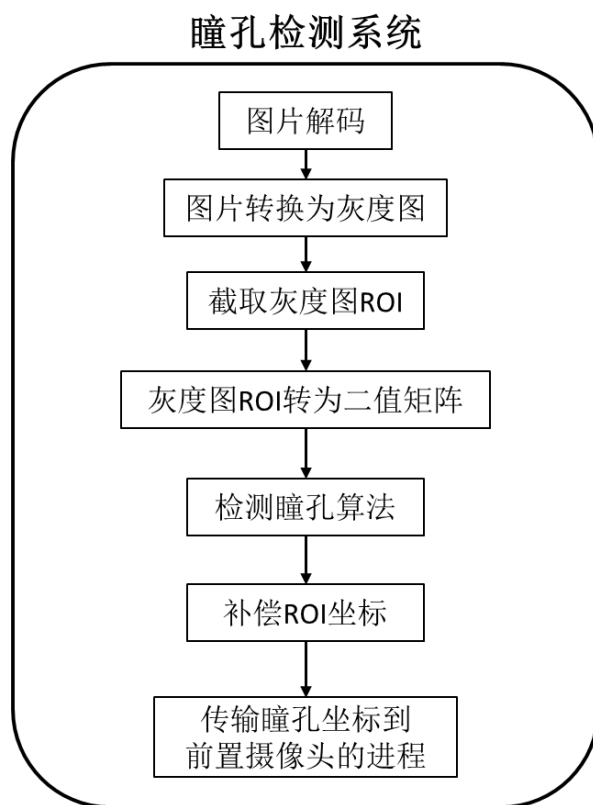 瞳孔检测系统
图片解码
图片转换为灰度图
截取灰度图ROI
灰度图ROI转为二值矩阵
检测瞳孔算法
补偿ROI坐标
传输瞳孔坐标到
前置摄像头的进程